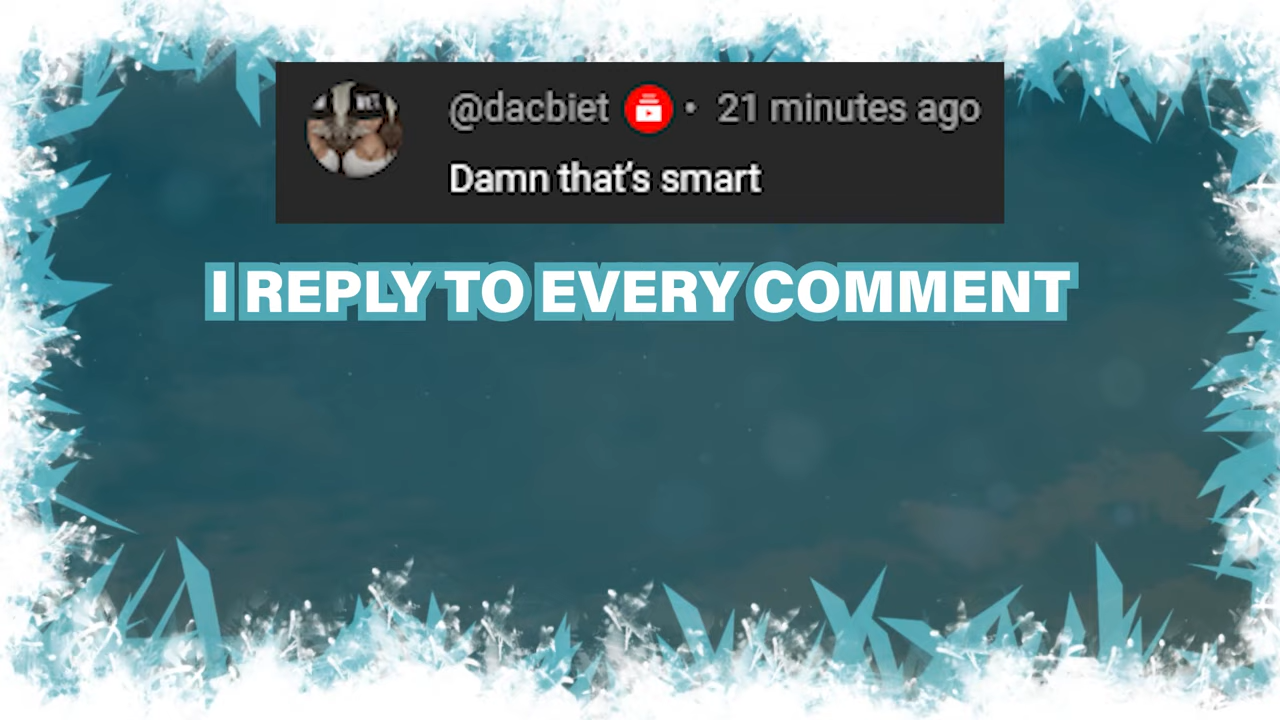 @dacbiet • 21 minutes ago
Damn that's smart
I REPLY TO EVERY COMMENT